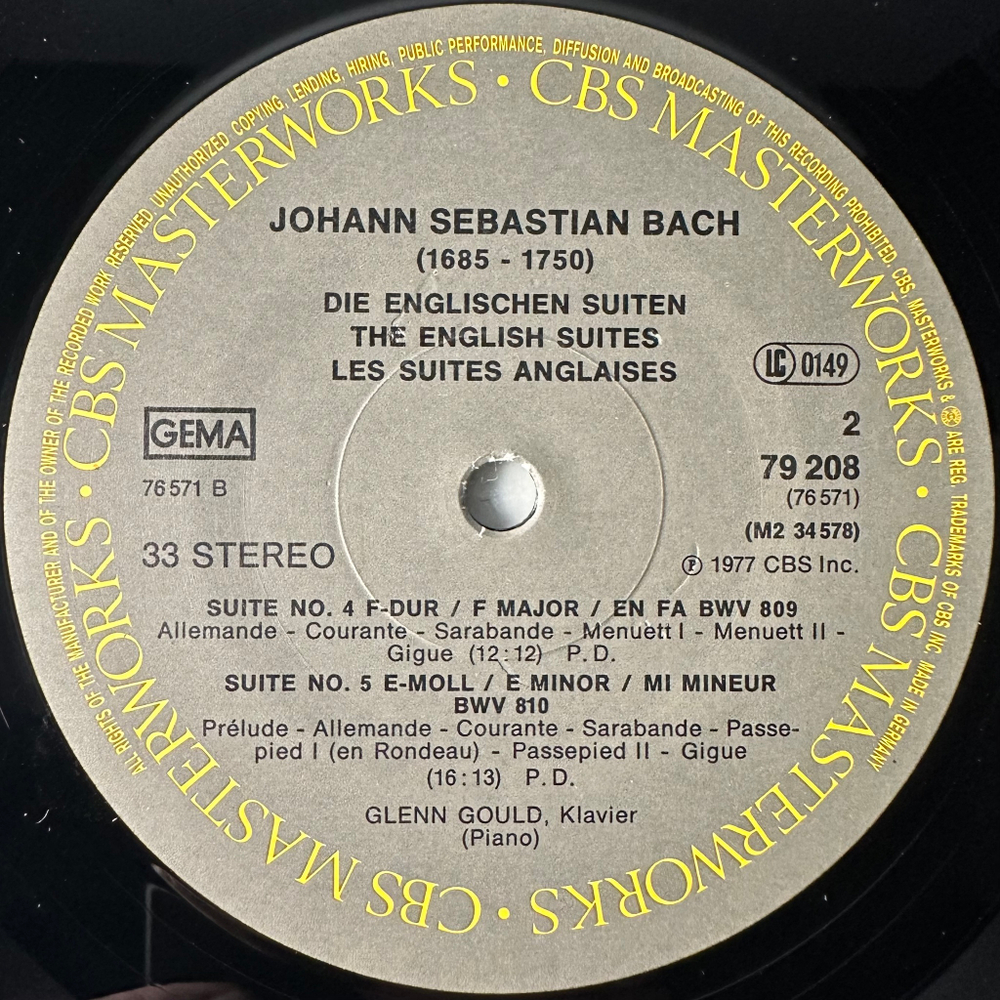 ALL RIGHTS OF THE MANUFACTURER AND OF THE OWNER OF THE RECORDED WORK RESERVED. UNAUTHORIZED COPYING, LENDING, HIRING, PUBLIC PERFORMANCE, DIFFUSION AND BROADCASTING OF THIS RECORDING PROHIBITED. CBS, MASTERWORKS & ARE REG. TRADEMARKS OF CBS INC. MADE IN GERMANY
CBS MASTERWORKS • CBS MASTERWORKS • CBS MASTERWORKS • CBS MASTERWORKS •
JOHANN SEBASTIAN BACH
(1685 - 1750)
DIE ENGLISCHEN SUITEN
THE ENGLISH SUITES
LES SUITES ANGLAISES
LC 0149
GEMA
2
79 208
76 571 B
(76 571)
(M2 34 578)
33 STEREO
℗ 1977 CBS Inc.
SUITE NO. 4 F-DUR / F MAJOR / EN FA BWV 809
Allemande - Courante - Sarabande - Menuett I - Menuett II -
Gigue (12:12) P.D.
SUITE NO. 5 E-MOLL / E MINOR / MI MINEUR
BWV 810
Prélude - Allemande - Courante - Sarabande - Passe-
pied I (en Rondeau) - Passepied II - Gigue
(16:13) P.D.
GLENN GOULD, Klavier
(Piano)